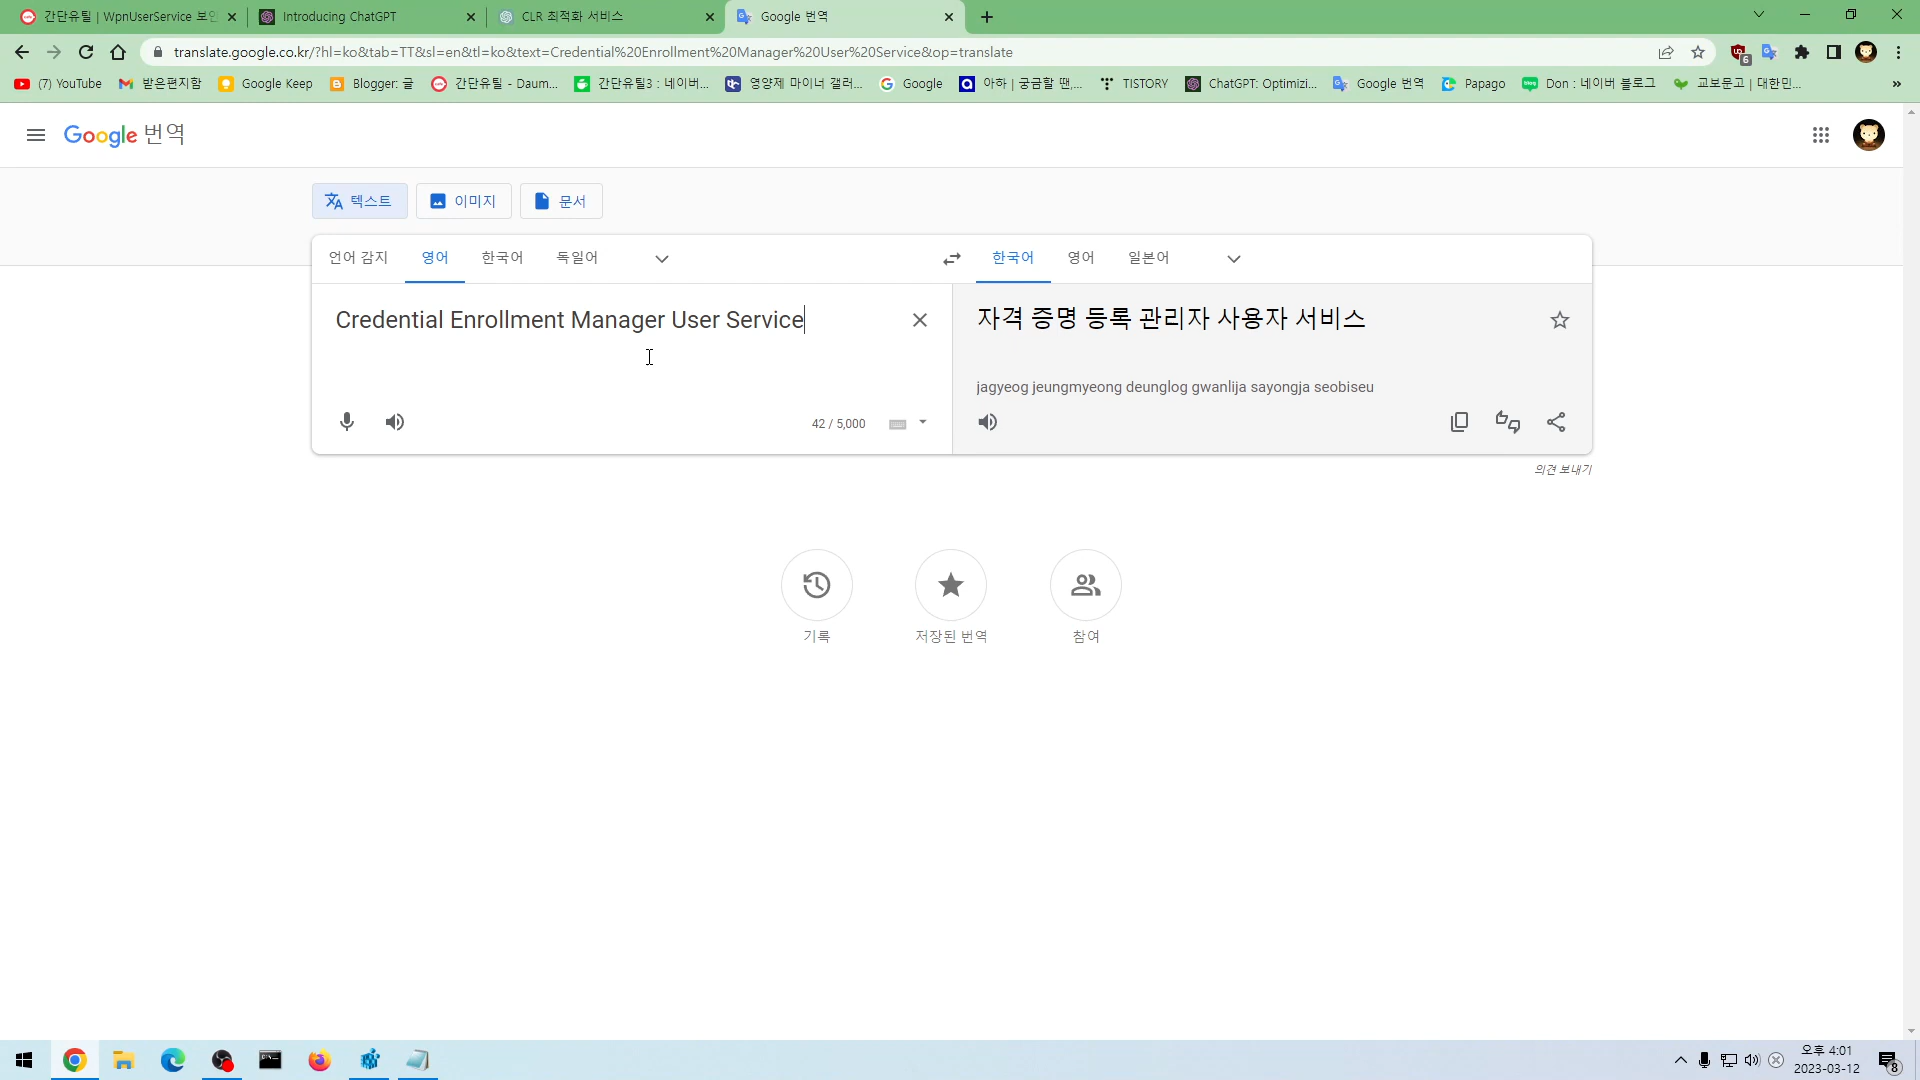 간단유틸 | WpnUserService 보안
Introducing ChatGPT
CLR 최적화 서비스
Google 번역
translate.google.co.kr/?hl=ko&tab=TT&sl=en&tl=ko&text=Credential%20Enrollment%20Manager%20User%20Service&op=translate
6
(7) YouTube
받은편지함
Google Keep
Blogger: 글
간단유틸 - Daum...
간단유틸3 : 네이버...
영양제 마이너 갤러...
Google
아하 | 궁금할 땐,...
TISTORY
ChatGPT: Optimizi...
Google 번역
Papago
Don : 네이버 블로그
교보문고 | 대한민...
Google 번역
텍스트
이미지
문서
언어 감지
영어
한국어
독일어
한국어
영어
일본어
Credential Enrollment Manager User Service
자격 증명 등록 관리자 사용자 서비스
jagyeog jeungmyeong deunglog gwanlija sayongja seobiseu
42 / 5,000
의견 보내기
기록
저장된 번역
참여
오후 4:01
2023-03-12
8